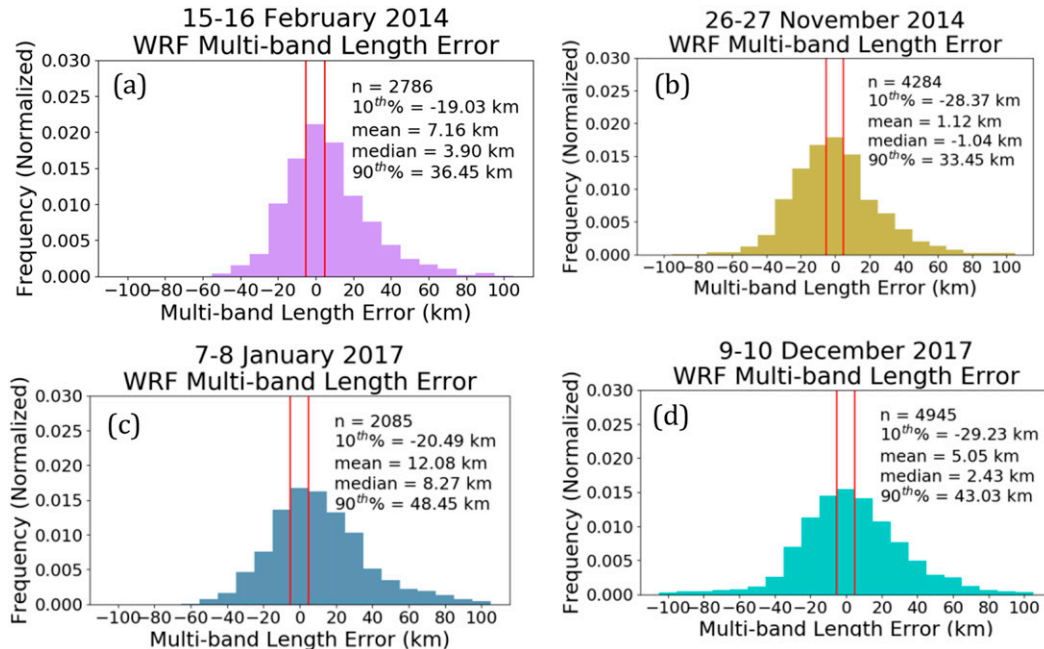 15-16 February 2014
WRF Multi-band Length Error
(a)
n = 2786
10th% = -19.03 km
mean = 7.16 km
median = 3.90 km
90th% = 36.45 km
Frequency (Normalized)
0.030
0.025
0.020
0.015
0.010
0.005
0.000
−100−80−60−40−20 0 20 40 60 80 100
Multi-band Length Error (km)
26-27 November 2014
WRF Multi-band Length Error
(b)
n = 4284
10th% = -28.37 km
mean = 1.12 km
median = -1.04 km
90th% = 33.45 km
Frequency (Normalized)
0.030
0.025
0.020
0.015
0.010
0.005
0.000
−100−80−60−40−20 0 20 40 60 80 100
Multi-band Length Error (km)
7-8 January 2017
WRF Multi-band Length Error
(c)
n = 2085
10th% = -20.49 km
mean = 12.08 km
median = 8.27 km
90th% = 48.45 km
Frequency (Normalized)
0.030
0.025
0.020
0.015
0.010
0.005
0.000
−100−80−60−40−20 0 20 40 60 80 100
Multi-band Length Error (km)
9-10 December 2017
WRF Multi-band Length Error
(d)
n = 4945
10th% = -29.23 km
mean = 5.05 km
median = 2.43 km
90th% = 43.03 km
Frequency (Normalized)
0.030
0.025
0.020
0.015
0.010
0.005
0.000
−100−80−60−40−20 0 20 40 60 80 100
Multi-band Length Error (km)